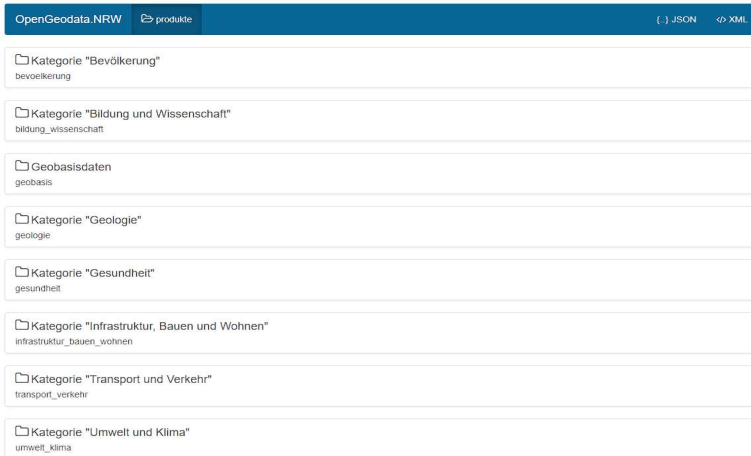 OpenGeodata.NRW produkte {..} JSON </> XML
Kategorie "Bevölkerung"
bevoelkerung
Kategorie "Bildung und Wissenschaft"
bildung_wissenschaft
Geobasisdaten
geobasis
Kategorie "Geologie"
geologie
Kategorie "Gesundheit"
gesundheit
Kategorie "Infrastruktur, Bauen und Wohnen"
infrastruktur_bauen_wohnen
Kategorie "Transport und Verkehr"
transport_verkehr
Kategorie "Umwelt und Klima"
umwelt_klima